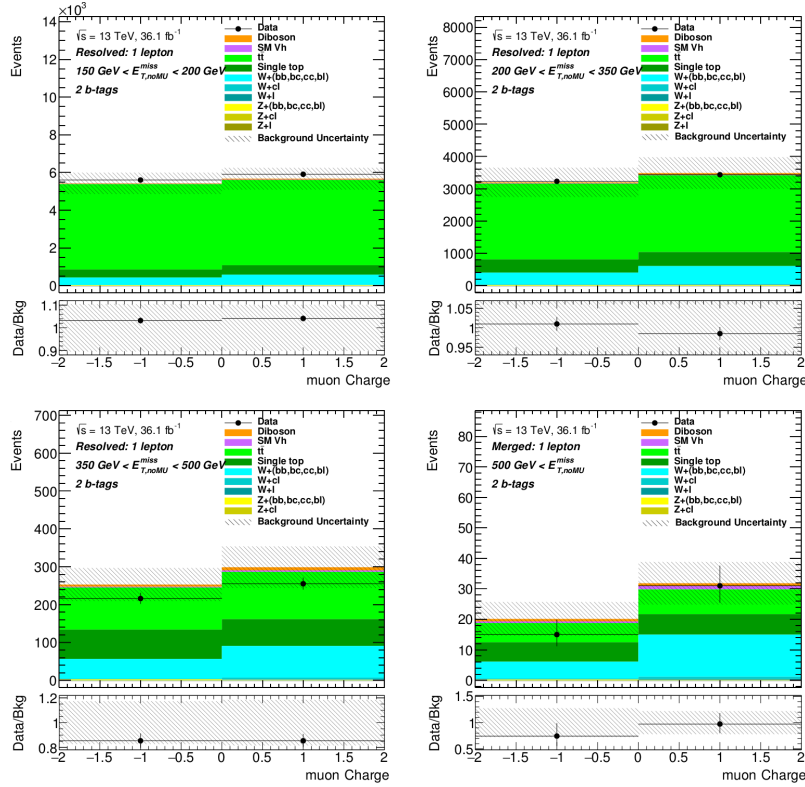 ×10³
Events
14
12
10
8
6
4
2
0
√s = 13 TeV, 36.1 fb⁻¹
Resolved: 1 lepton
150 GeV < E_{T,noMU}^{miss} < 200 GeV
2 b-tags
Data
Diboson
SM Vh
tt
Single top
W+(bb,bc,cc,bl)
W+cl
W+l
Z+(bb,bc,cc,bl)
Z+cl
Z+l
Background Uncertainty
Data/Bkg
1.1
1
0.9
−2 −1.5 −1 −0.5 0 0.5 1 1.5 2
muon Charge
Events
8000
7000
6000
5000
4000
3000
2000
1000
0
√s = 13 TeV, 36.1 fb⁻¹
Resolved: 1 lepton
200 GeV < E_{T,noMU}^{miss} < 350 GeV
2 b-tags
Data
Diboson
SM Vh
tt
Single top
W+(bb,bc,cc,bl)
W+cl
W+l
Z+(bb,bc,cc,bl)
Z+cl
Z+l
Background Uncertainty
Data/Bkg
1.05
1
0.95
−2 −1.5 −1 −0.5 0 0.5 1 1.5 2
muon Charge
Events
700
600
500
400
300
200
100
0
√s = 13 TeV, 36.1 fb⁻¹
Resolved: 1 lepton
350 GeV < E_{T,noMU}^{miss} < 500 GeV
2 b-tags
Data
Diboson
SM Vh
tt
Single top
W+(bb,bc,cc,bl)
W+cl
W+l
Z+(bb,bc,cc,bl)
Z+cl
Background Uncertainty
Data/Bkg
1.2
1
0.8
−2 −1.5 −1 −0.5 0 0.5 1 1.5 2
muon Charge
Events
80
70
60
50
40
30
20
10
0
√s = 13 TeV, 36.1 fb⁻¹
Merged: 1 lepton
500 GeV < E_{T,noMU}^{miss}
2 b-tags
Data
Diboson
SM Vh
tt
Single top
W+(bb,bc,cc,bl)
W+cl
W+l
Z+(bb,bc,cc,bl)
Z+cl
Background Uncertainty
Data/Bkg
1.5
1
0.5
−2 −1.5 −1 −0.5 0 0.5 1 1.5 2
muon Charge